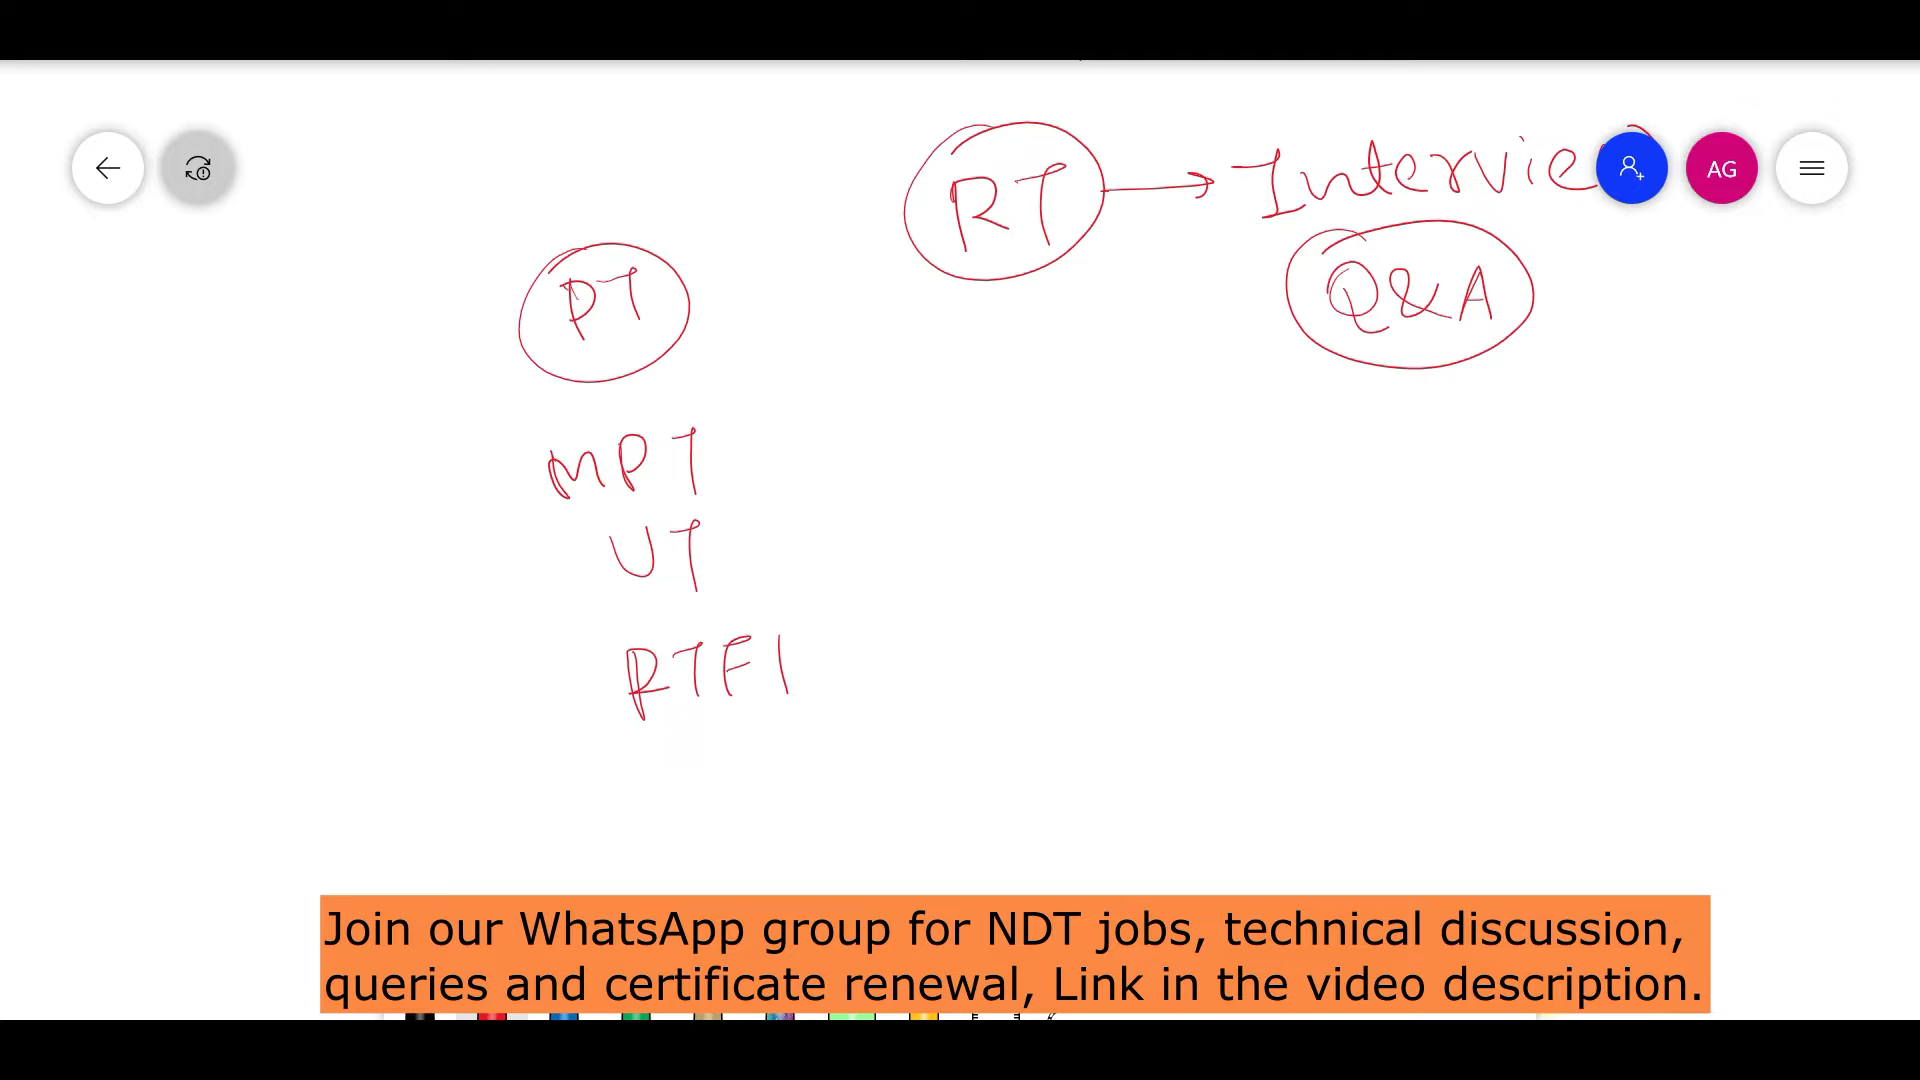 RT → Intervie
AG
Q&A
PT
MPT
UT
RTFI
Join our WhatsApp group for NDT jobs, technical discussion,
queries and certificate renewal, Link in the video description.